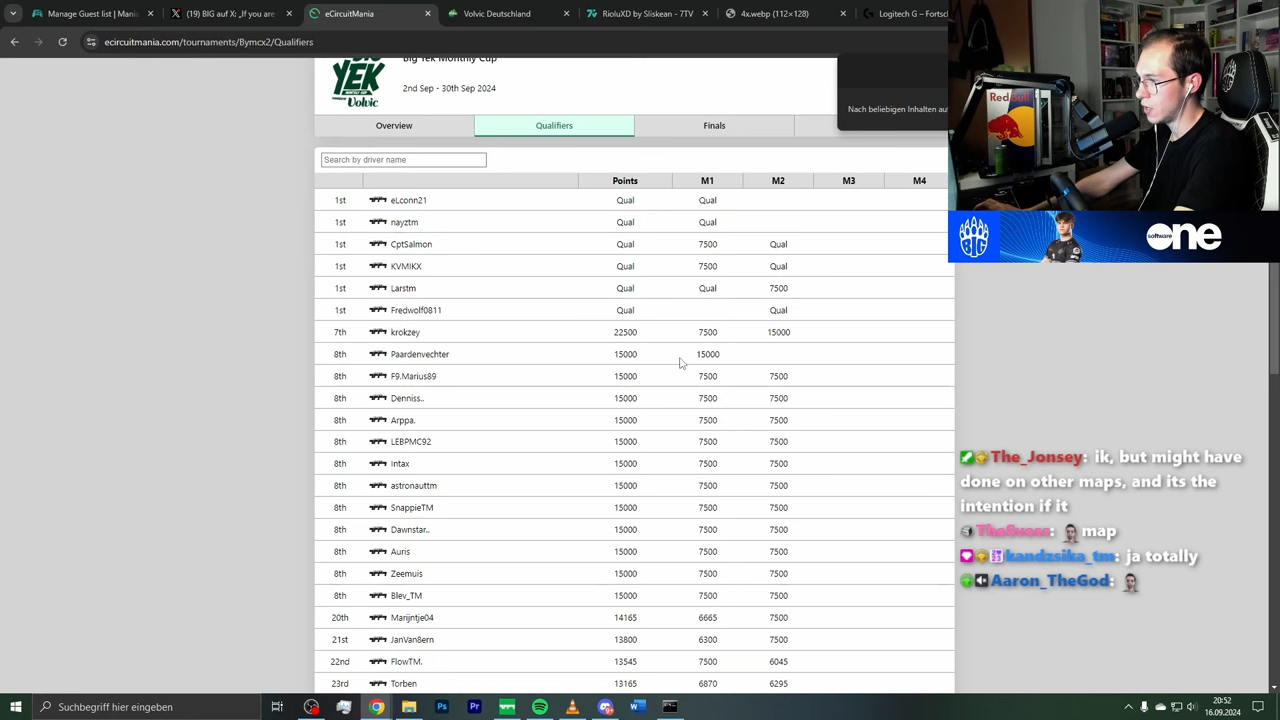 Manage Guest list | Mani
(19) BIG auf X: „If you are
eCircuitMania
Volvic Deutschland
RioluXD by Sliskean - 7TV
4x.webp (112×128)
Logitech G – Fortsch
ecircuitmania.com/tournaments/Bymcx2/Qualifiers
YEK
Volvic
Big Yek Monthly Cup
2nd Sep - 30th Sep 2024
Nach beliebigen Inhalten au
Overview Qualifiers Finals
Search by driver name
Points M1 M2 M3 M4
1st eLconn21 Qual Qual
1st nayztm Qual Qual
1st CptSalmon Qual 7500 Qual
1st KVMIKX Qual 7500 Qual
1st Larstm Qual Qual 7500
1st Fredwolf0811 Qual Qual
7th krokzey 22500 7500 15000
8th Paardenvechter 15000 15000
8th F9.Marius89 15000 7500 7500
8th Denniss.. 15000 7500 7500
8th Arppa. 15000 7500 7500
8th LEBPMC92 15000 7500 7500
8th Intax 15000 7500 7500
8th astronauttm 15000 7500 7500
8th SnappieTM 15000 7500 7500
8th Dawnstar.. 15000 7500 7500
8th Auris 15000 7500 7500
8th Zeemuis 15000 7500 7500
8th Blev_TM 15000 7500 7500
20th Marijntje04 14165 6665 7500
21st JanVan8ern 13800 6300 7500
22nd FlowTM. 13545 7500 6045
23rd Torben 13165 6870 6295
Red Bull
BIG
software one
The_Jonsey: ik, but might have
done on other maps, and its the
intention if it
map
kandzsika_tm: ja totally
Aaron_TheGod:
Suchbegriff hier eingeben
20:52
16.09.2024